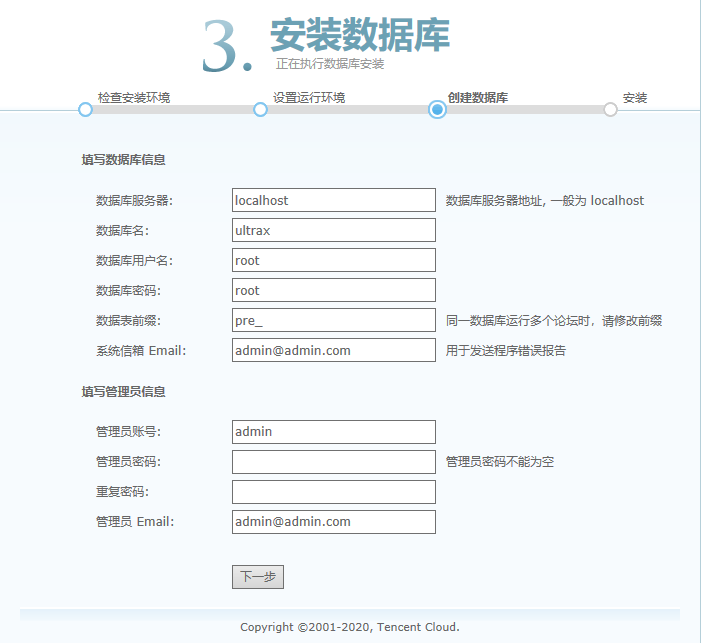 3.
安装数据库
正在执行数据库安装
检查安装环境 设置运行环境 创建数据库 安装
填写数据库信息
数据库服务器: localhost 数据库服务器地址, 一般为 localhost
数据库名: ultrax
数据库用户名: root
数据库密码: root
数据表前缀: pre_ 同一数据库运行多个论坛时，请修改前缀
系统信箱 Email: admin@admin.com 用于发送程序错误报告
填写管理员信息
管理员账号: admin
管理员密码: 管理员密码不能为空
重复密码:
管理员 Email: admin@admin.com
下一步
Copyright ©2001-2020, Tencent Cloud.